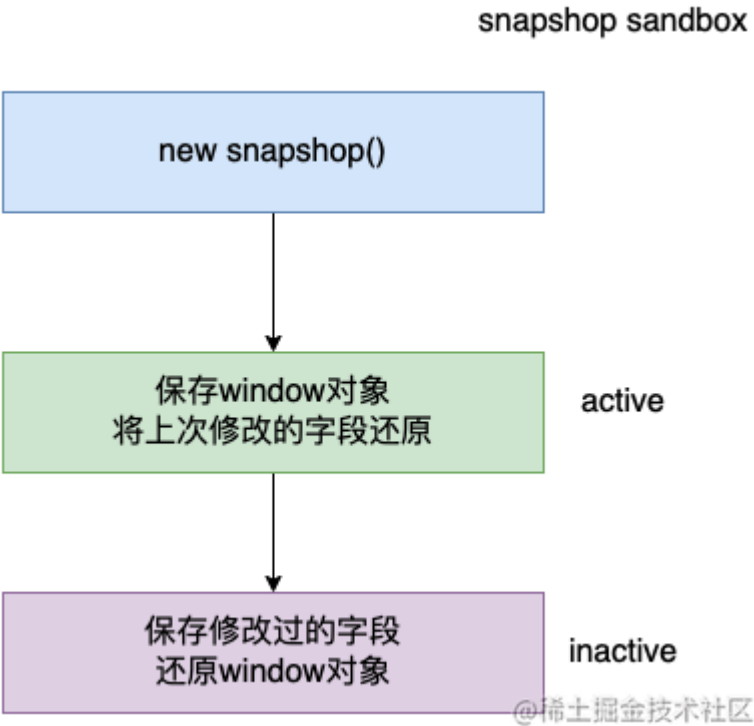 snapshop sandbox
new snapshop()
保存window对象
将上次修改的字段还原
active
保存修改过的字段
还原window对象
inactive
@稀土掘金技术社区